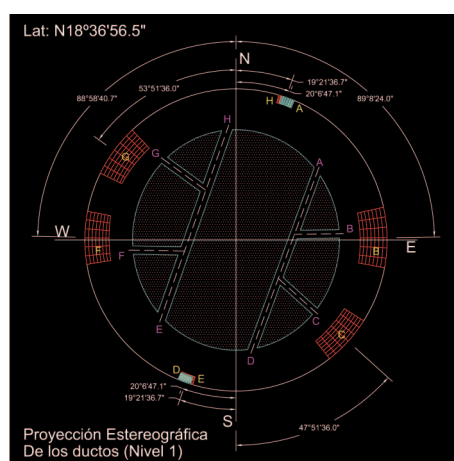 Lat: N18°36'56.5"
N
19°21'36.7"
53°51'36.0"
20°6'47.1"
88°58'40.7"
89°8'24.0"
H
A
H
G
G
A
W
B
E
F
F
B
E
C
C
D
D
E
20°6'47.1"
19°21'36.7"
S
47°51'36.0"
Proyección Estereográfica
De los ductos (Nivel 1)